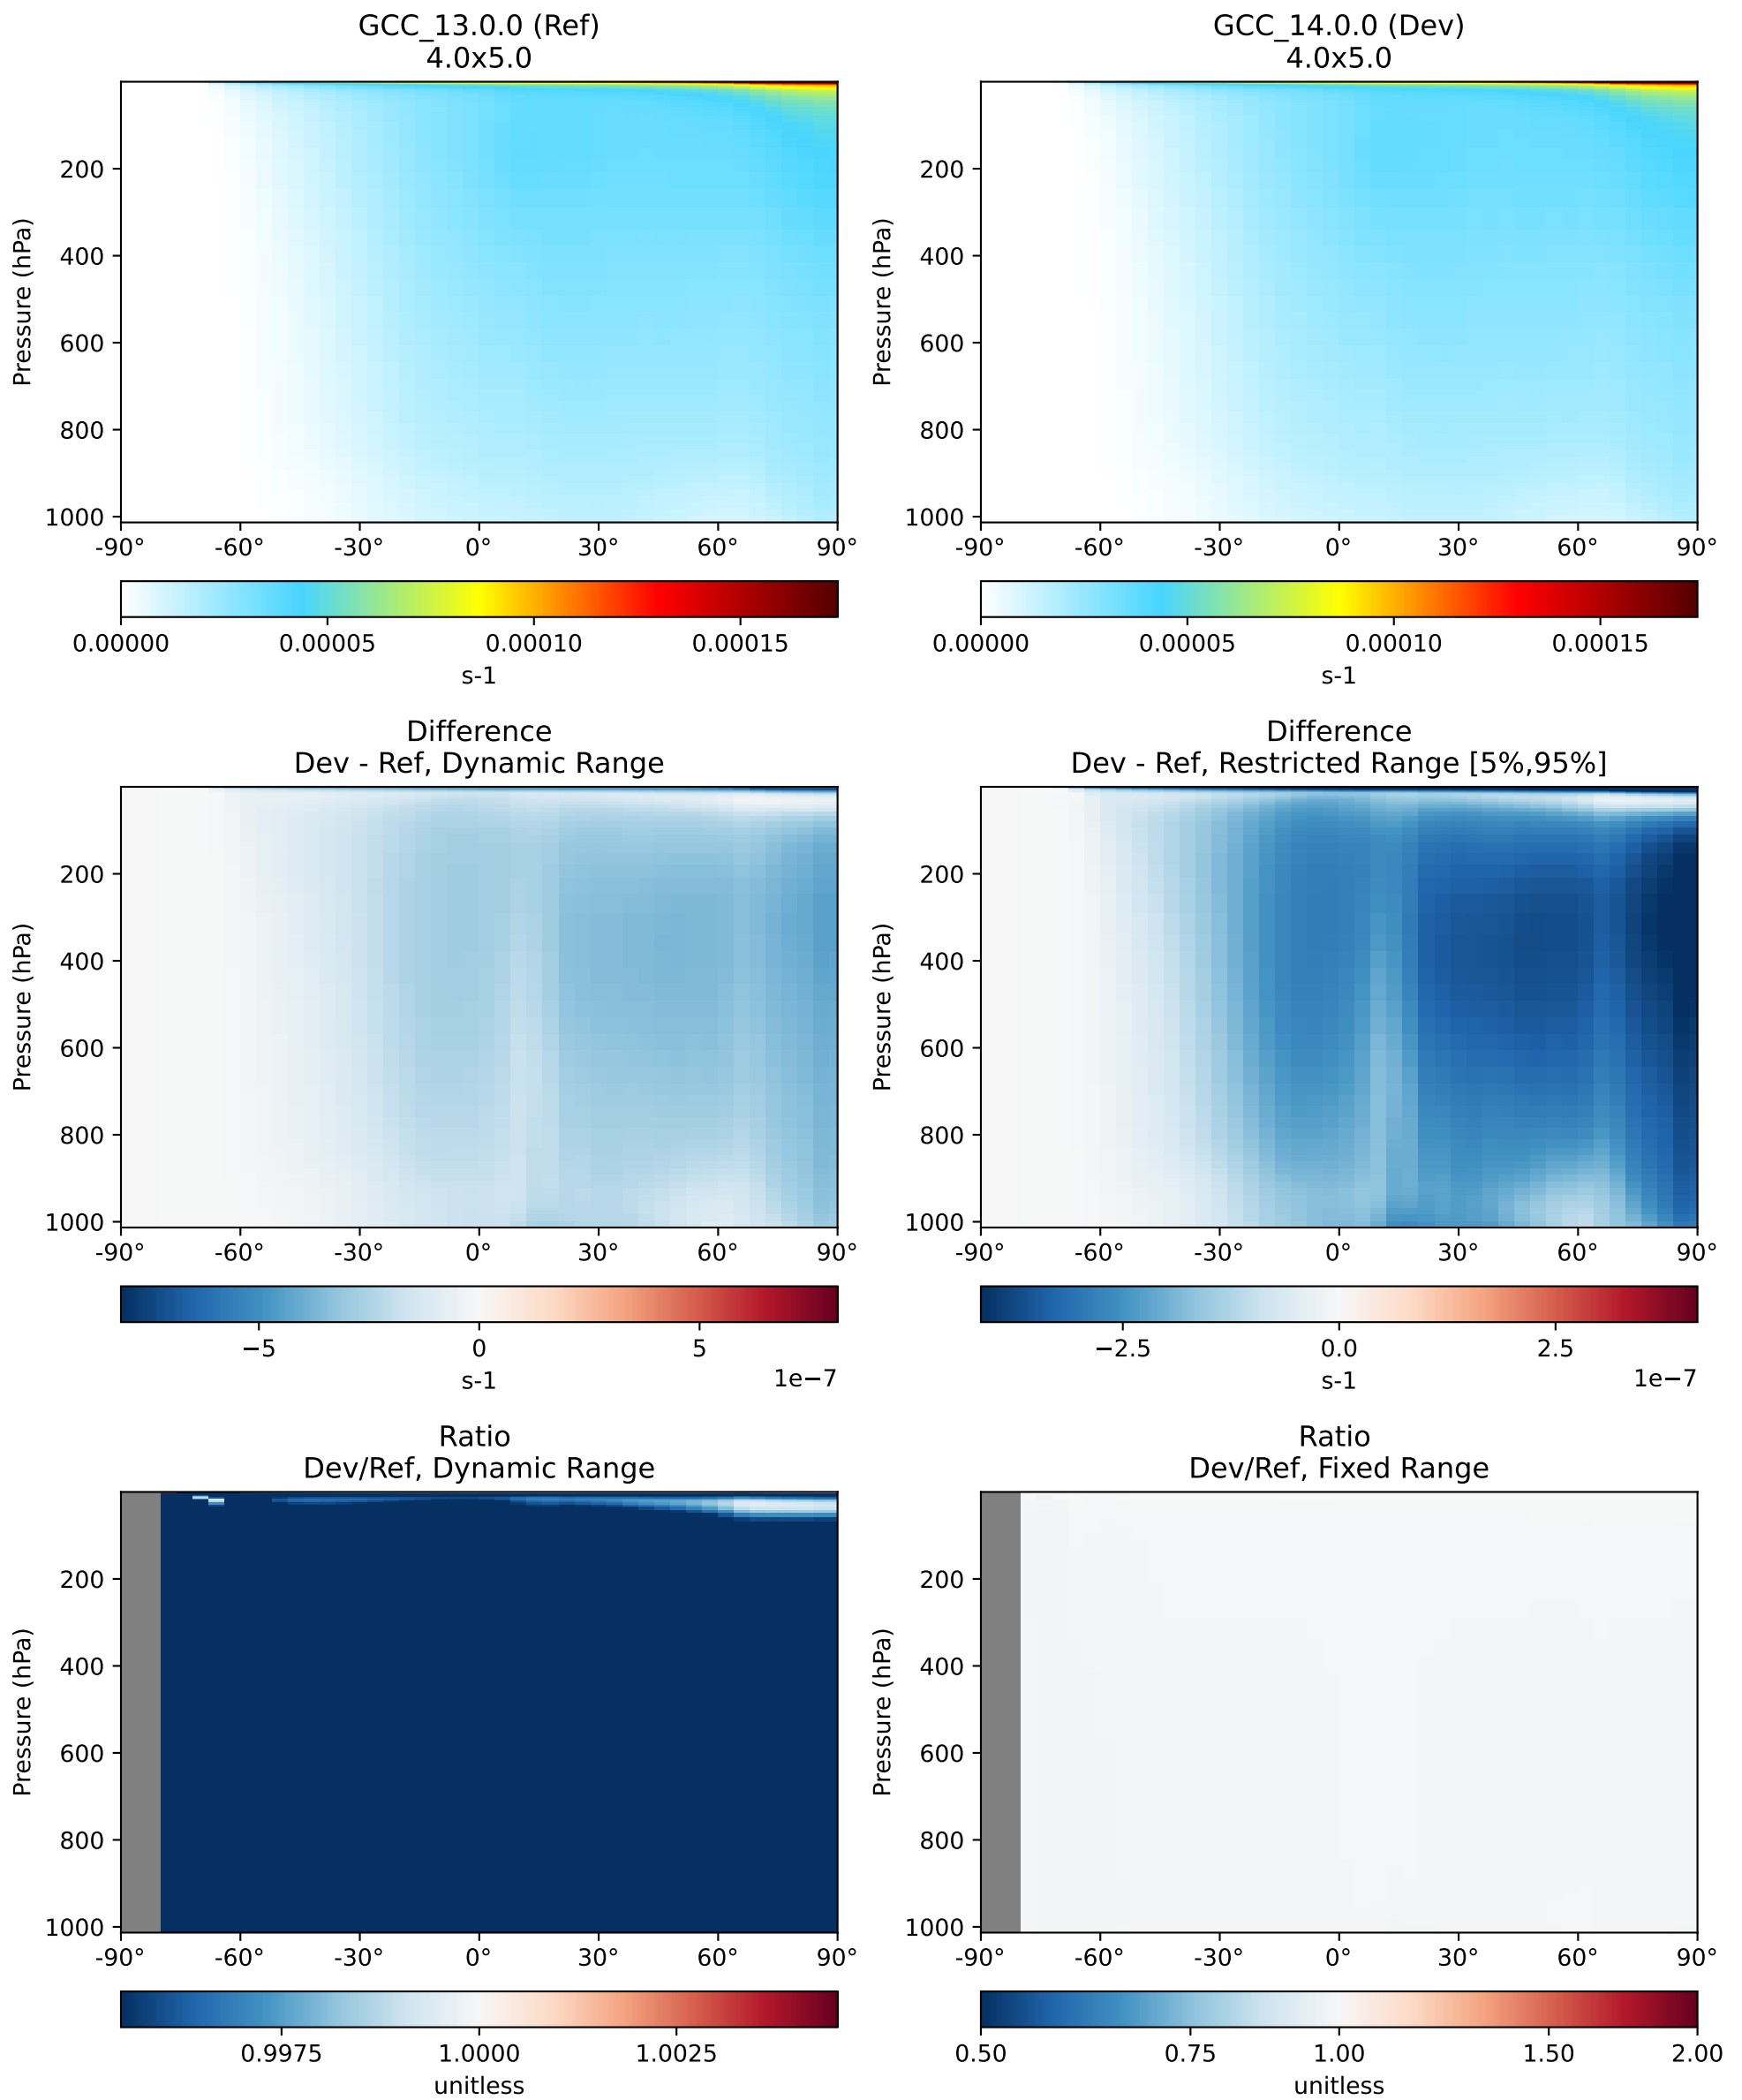 GCC_13.0.0 (Ref)
4.0x5.0
GCC_14.0.0 (Dev)
4.0x5.0
Pressure (hPa)
200
400
600
800
1000
-90° -60° -30° 0° 30° 60° 90°
0.00000 0.00005 0.00010 0.00015
s-1
Pressure (hPa)
200
400
600
800
1000
-90° -60° -30° 0° 30° 60° 90°
0.00000 0.00005 0.00010 0.00015
s-1
Difference
Dev - Ref, Dynamic Range
Difference
Dev - Ref, Restricted Range [5%,95%]
Pressure (hPa)
200
400
600
800
1000
-90° -60° -30° 0° 30° 60° 90°
−5 0 5
s-1 1e−7
Pressure (hPa)
200
400
600
800
1000
-90° -60° -30° 0° 30° 60° 90°
−2.5 0.0 2.5
s-1 1e−7
Ratio
Dev/Ref, Dynamic Range
Ratio
Dev/Ref, Fixed Range
Pressure (hPa)
200
400
600
800
1000
-90° -60° -30° 0° 30° 60° 90°
0.9975 1.0000 1.0025
unitless
Pressure (hPa)
200
400
600
800
1000
-90° -60° -30° 0° 30° 60° 90°
0.50 0.75 1.00 1.50 2.00
unitless